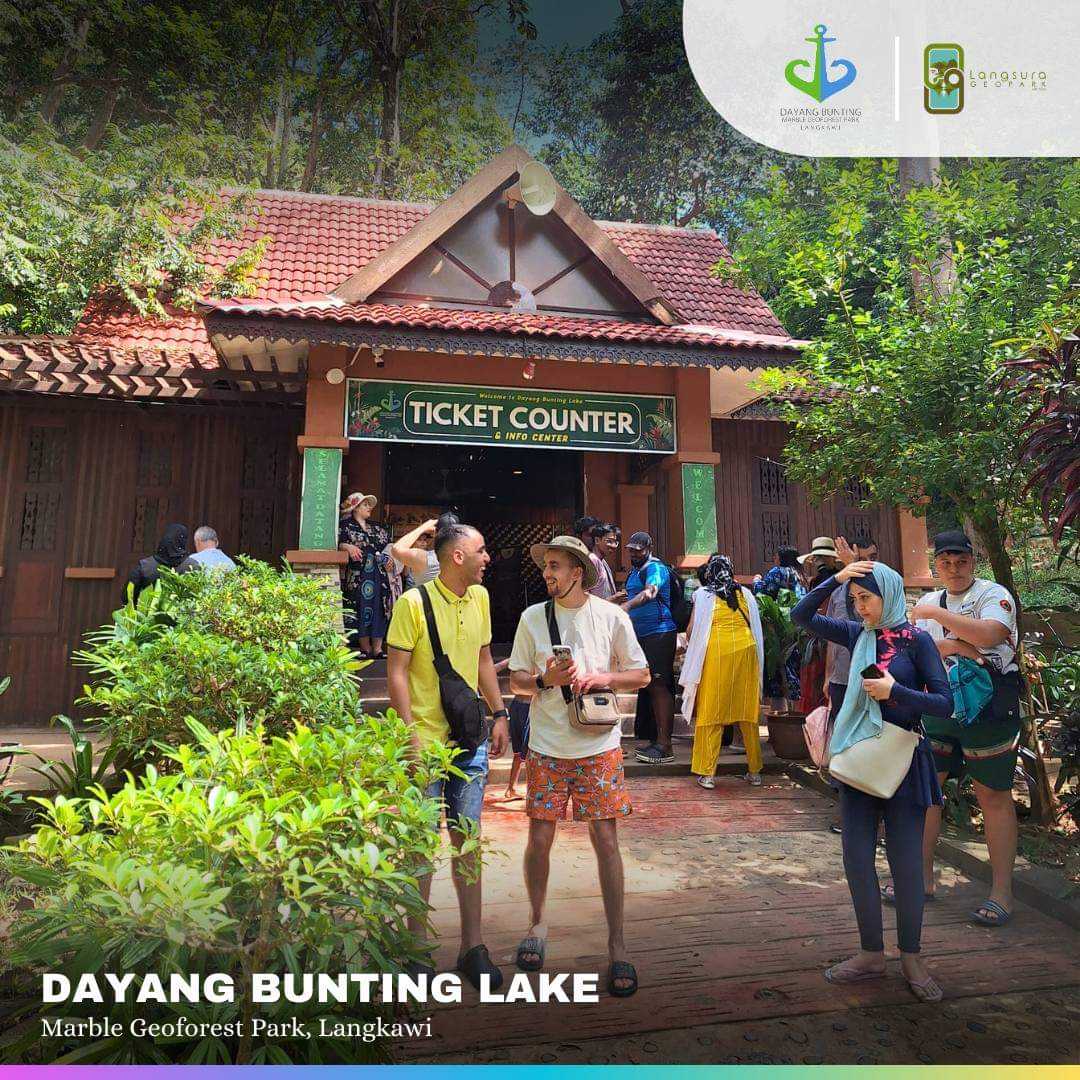 DAYANG BUNTING
MARBLE GEOFOREST PARK
LANGKAWI
Langsura
GEOPARK
Welcome to Dayang Bunting Lake
TICKET COUNTER
& INFO CENTER
SELAMAT DATANG
WELCOME
DAYANG BUNTING LAKE
Marble Geoforest Park, Langkawi